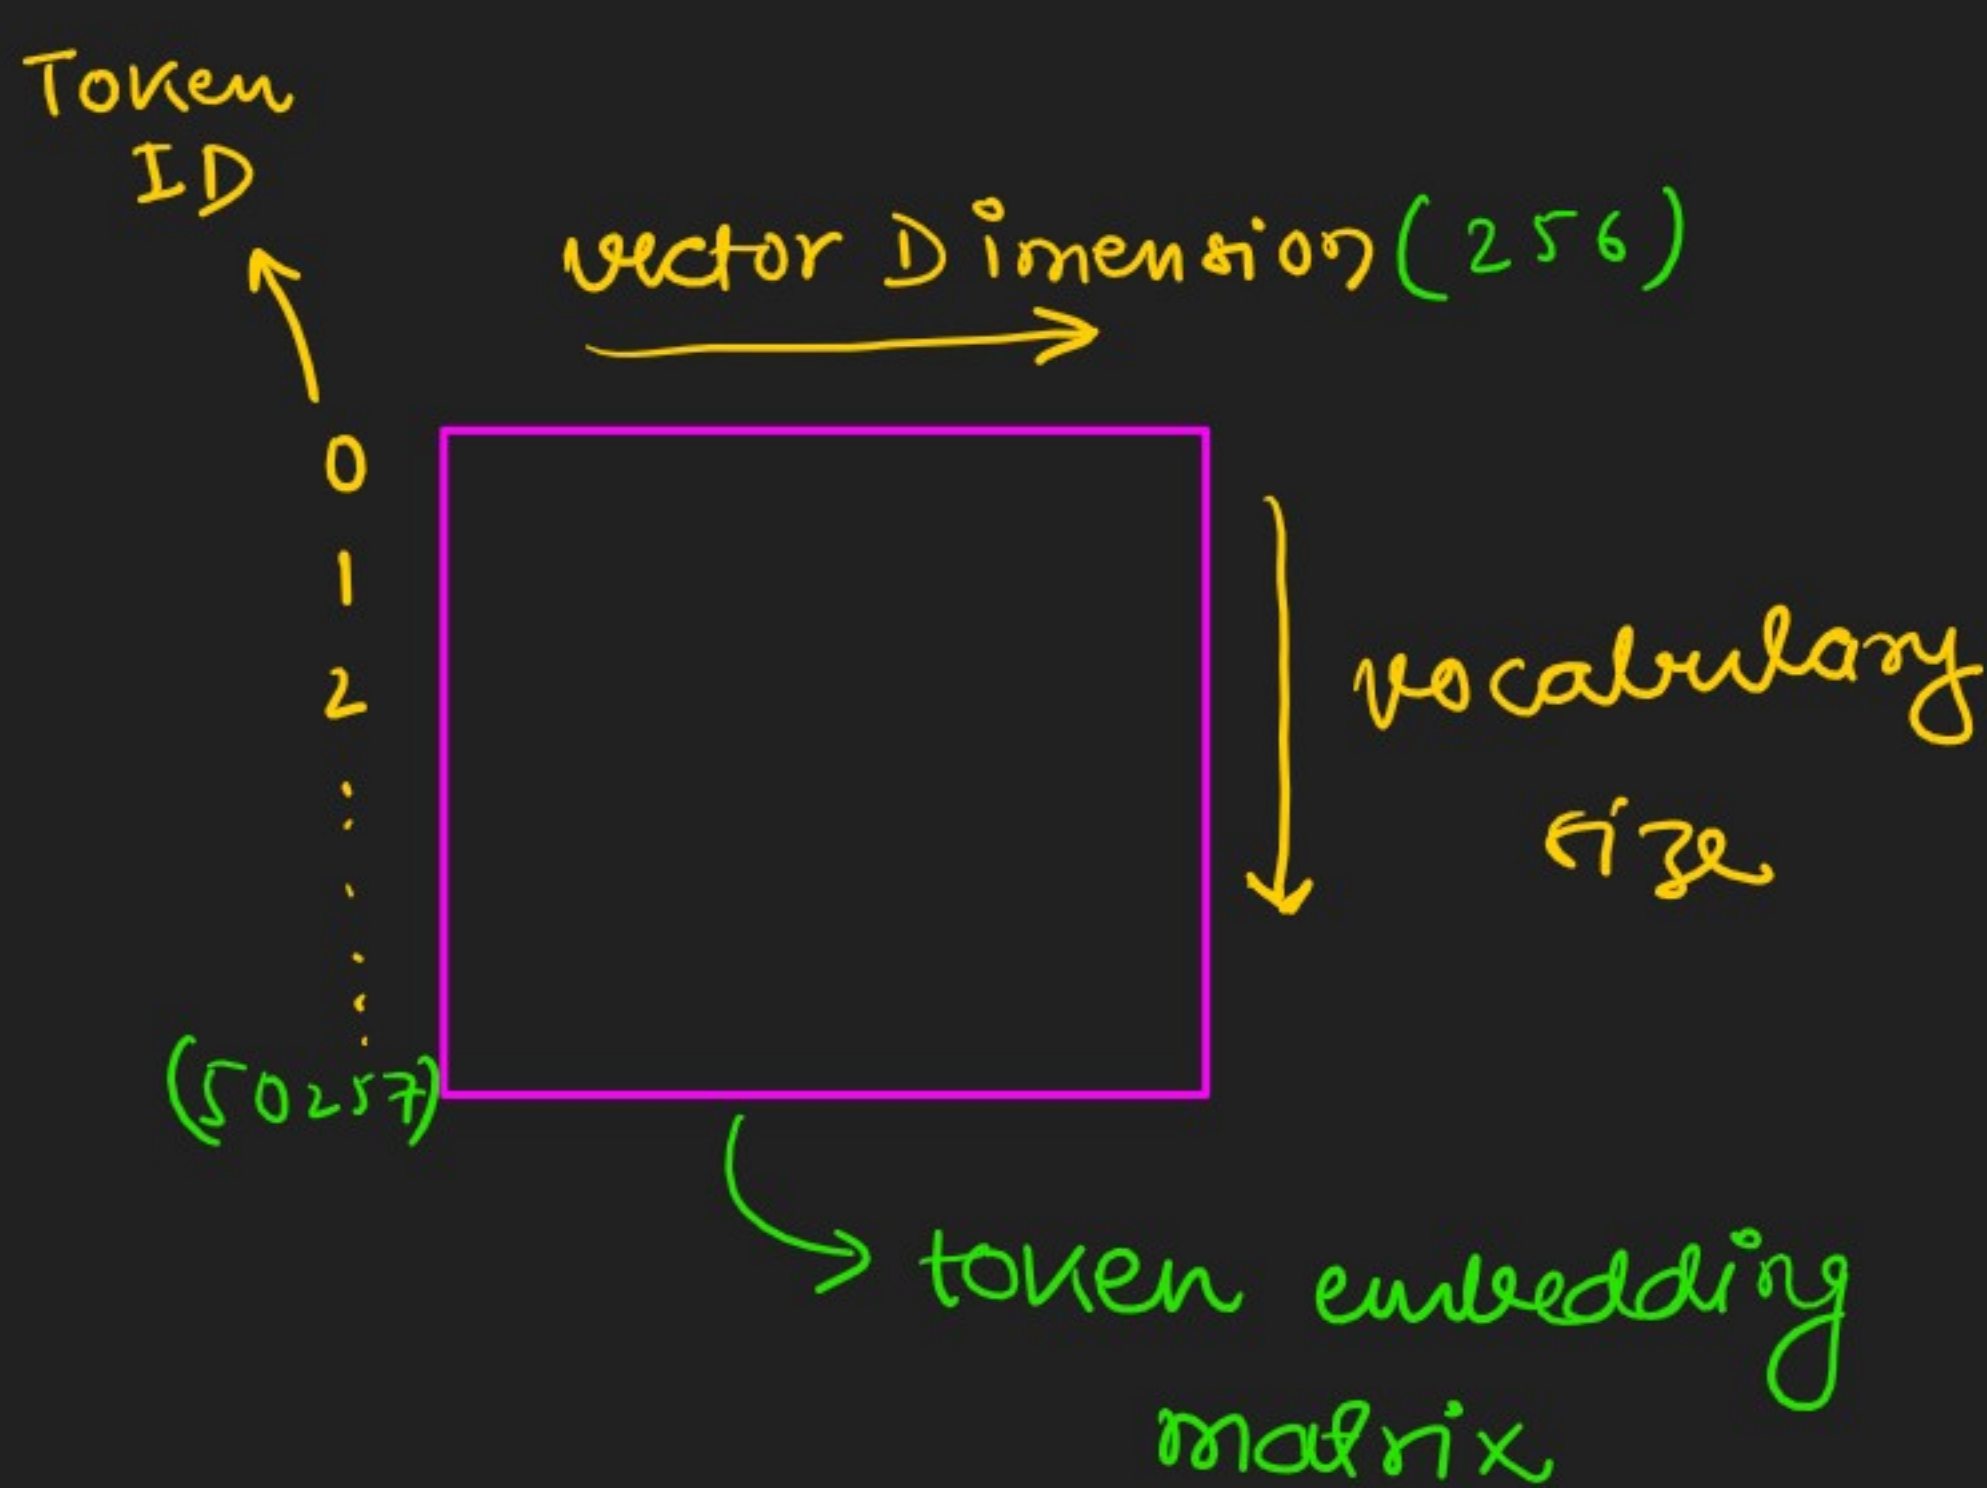 Token
ID
vector Dimension (256)
0
1
2
(50257)
vocabulary
size
token embedding
matrix